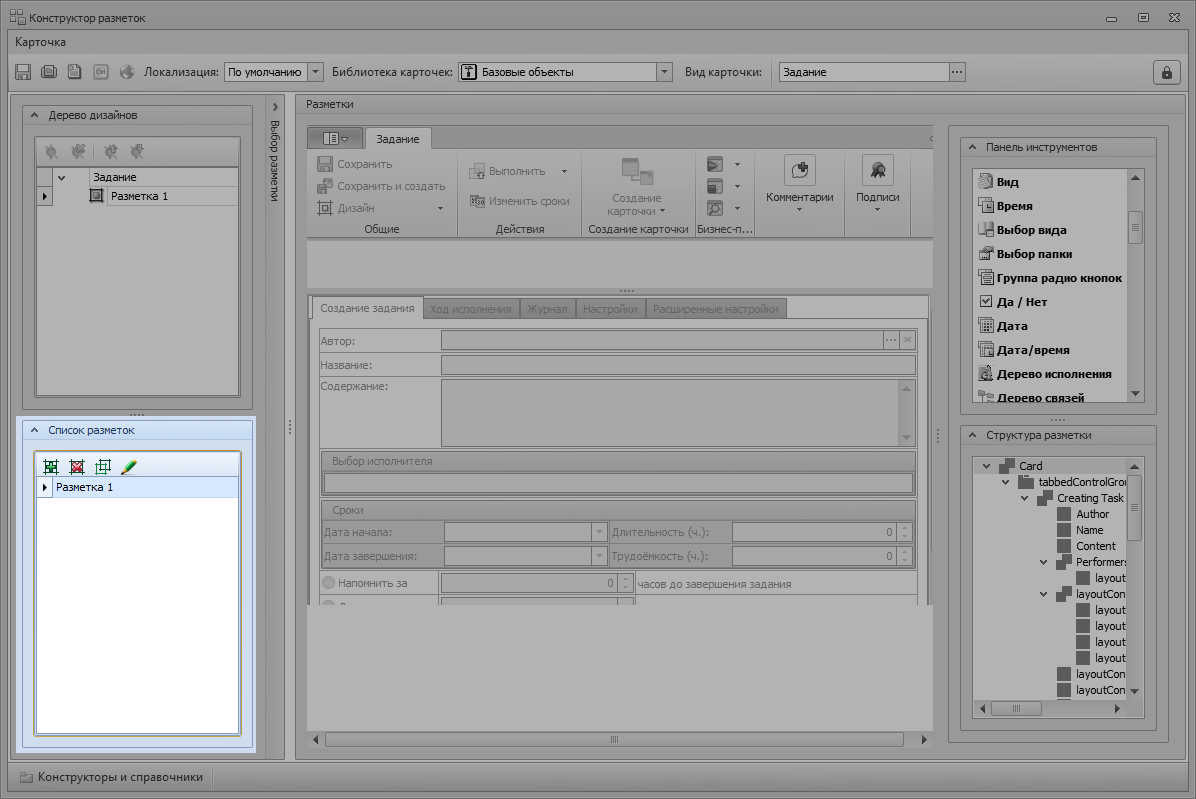 Конструктор разметок
Карточка
Локализация: По умолчанию Библиотека карточек: Базовые объекты Вид карточки: Задание
Дерево дизайнов
Задание
Разметка 1
Выбор разметки
Список разметок
Разметка 1
Разметки
Задание
Сохранить
Сохранить и создать
Дизайн
Общие
Выполнить
Изменить сроки
Действия
Создание
карточки
Создание карточки
Бизнес-п...
Комментарии
Подписи
Создание задания Ход исполнения Журнал Настройки Расширенные настройки
Автор:
Название:
Содержание:
Выбор исполнителя
Сроки
Дата начала: Длительность (ч.): 0
Дата завершения: Трудоёмкость (ч.): 0
Напомнить за 0 часов до завершения задания
Панель инструментов
Вид
Время
Выбор вида
Выбор папки
Группа радио кнопок
Да / Нет
Дата
Дата/время
Дерево исполнения
Дерево связей
Структура разметки
Card
tabbedControlGrou
Creating Task
Author
Name
Content
Performers
layout
layoutCon
layout
layout
layout
layout
layoutCon
layoutCon
Конструкторы и справочники